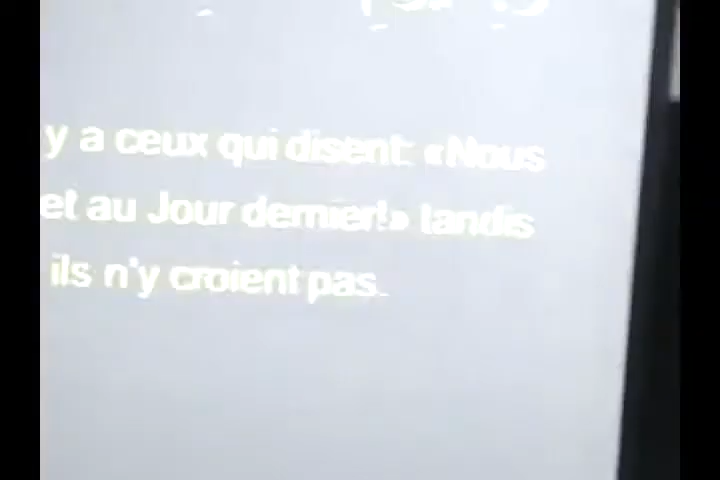 y a ceux qui disent: «Nous
et au Jour dernier!» tandis
ils n'y croient pas.